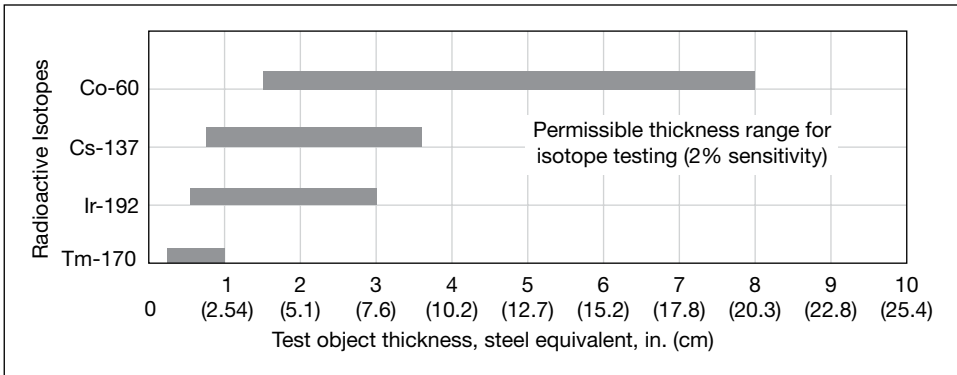 Radioactive Isotopes
Co-60
Cs-137
Ir-192
Tm-170
Permissible thickness range for
isotope testing (2% sensitivity)
1 2 3 4 5 6 7 8 9 10
0 (2.54) (5.1) (7.6) (10.2) (12.7) (15.2) (17.8) (20.3) (22.8) (25.4)
Test object thickness, steel equivalent, in. (cm)